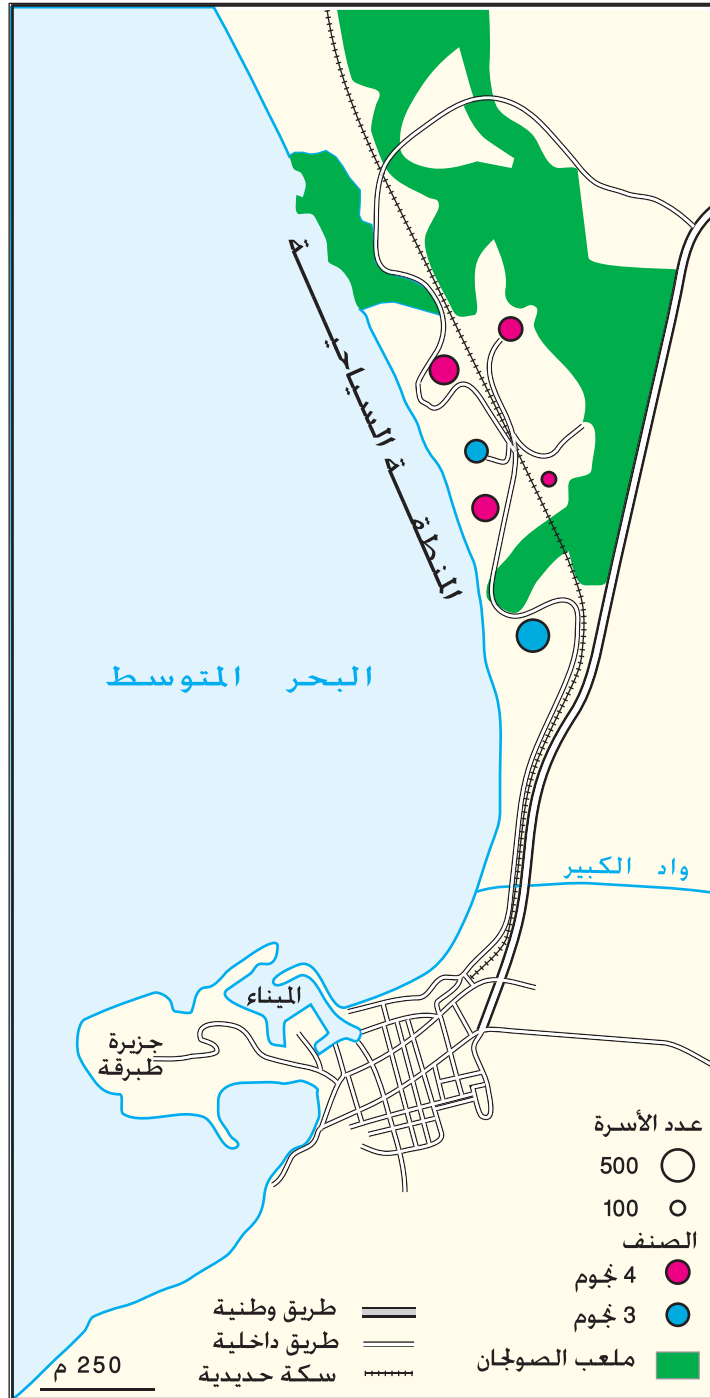 المنطقة السياحية
البحر المتوسط
واد الكبير
الميناء
جزيرة
طبرقة
عدد الأسرة
500
100
الصنف
4 نجوم
3 نجوم
ملعب الصولجان
طريق وطنية
طريق داخلية
سكة حديدية
250 م